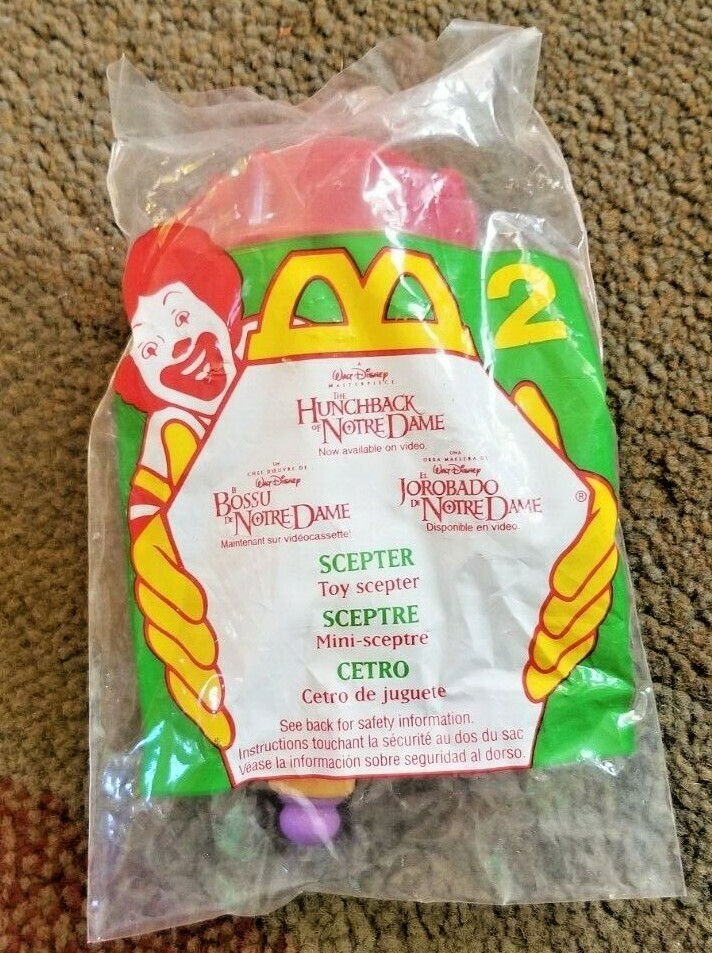 M 2
A
WALT DISNEY
MASTERPIECE
THE
HUNCHBACK
OF NOTRE DAME
Now available on video.
UN
CHEF D'OUVRE DE
WALT DISNEY
LE
BOSSU
DE NOTRE DAME
Maintenant sur vidéocassette!
UNA
OBRA MAESTRA DE
WALT DISNEY
EL
JOROBADO
DE NOTRE DAME
Disponible en video.
®
SCEPTER
Toy scepter
SCEPTRE
Mini-sceptre
CETRO
Cetro de juguete
See back for safety information.
Instructions touchant la sécurité au dos du sac
Véase la información sobre seguridad al dorso.